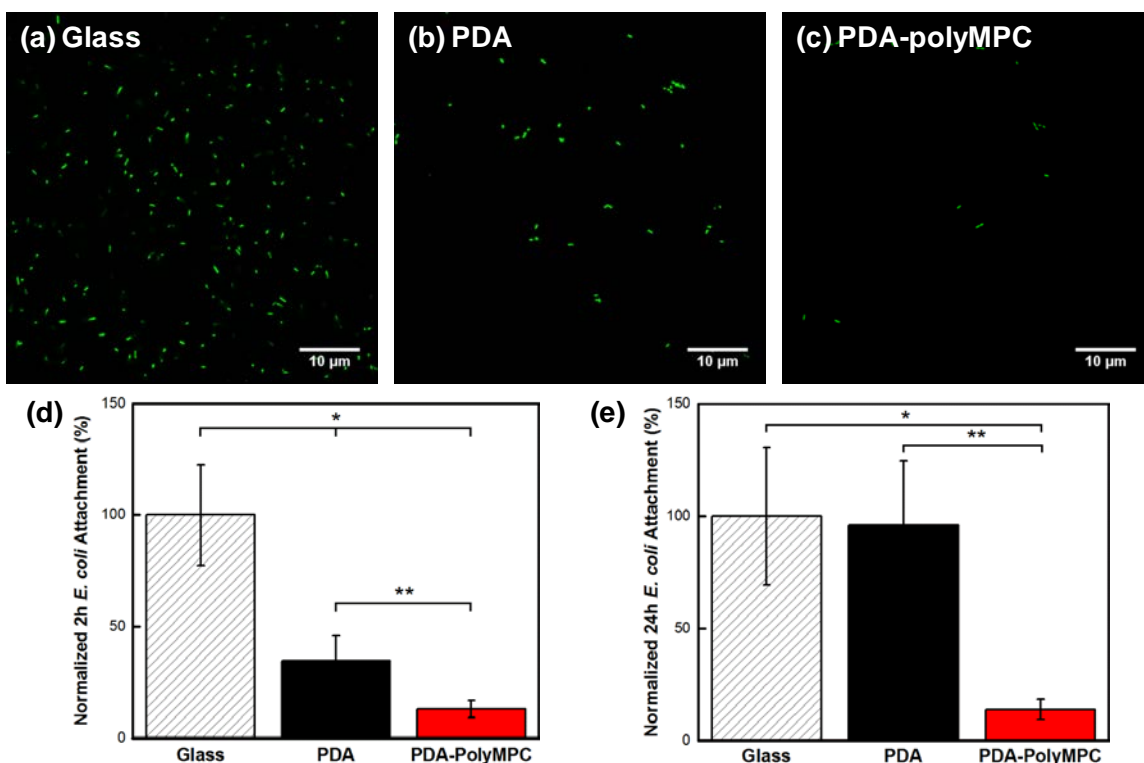 (a) Glass
(b) PDA
(c) PDA-polyMPC
10 µm
10 µm
10 µm
(d)
Normalized 2h E. coli Attachment (%)
150
100
50
0
*
**
Glass
PDA
PDA-PolyMPC
(e)
Normalized 24h E. coli Attachment (%)
150
100
50
0
*
**
Glass
PDA
PDA-PolyMPC